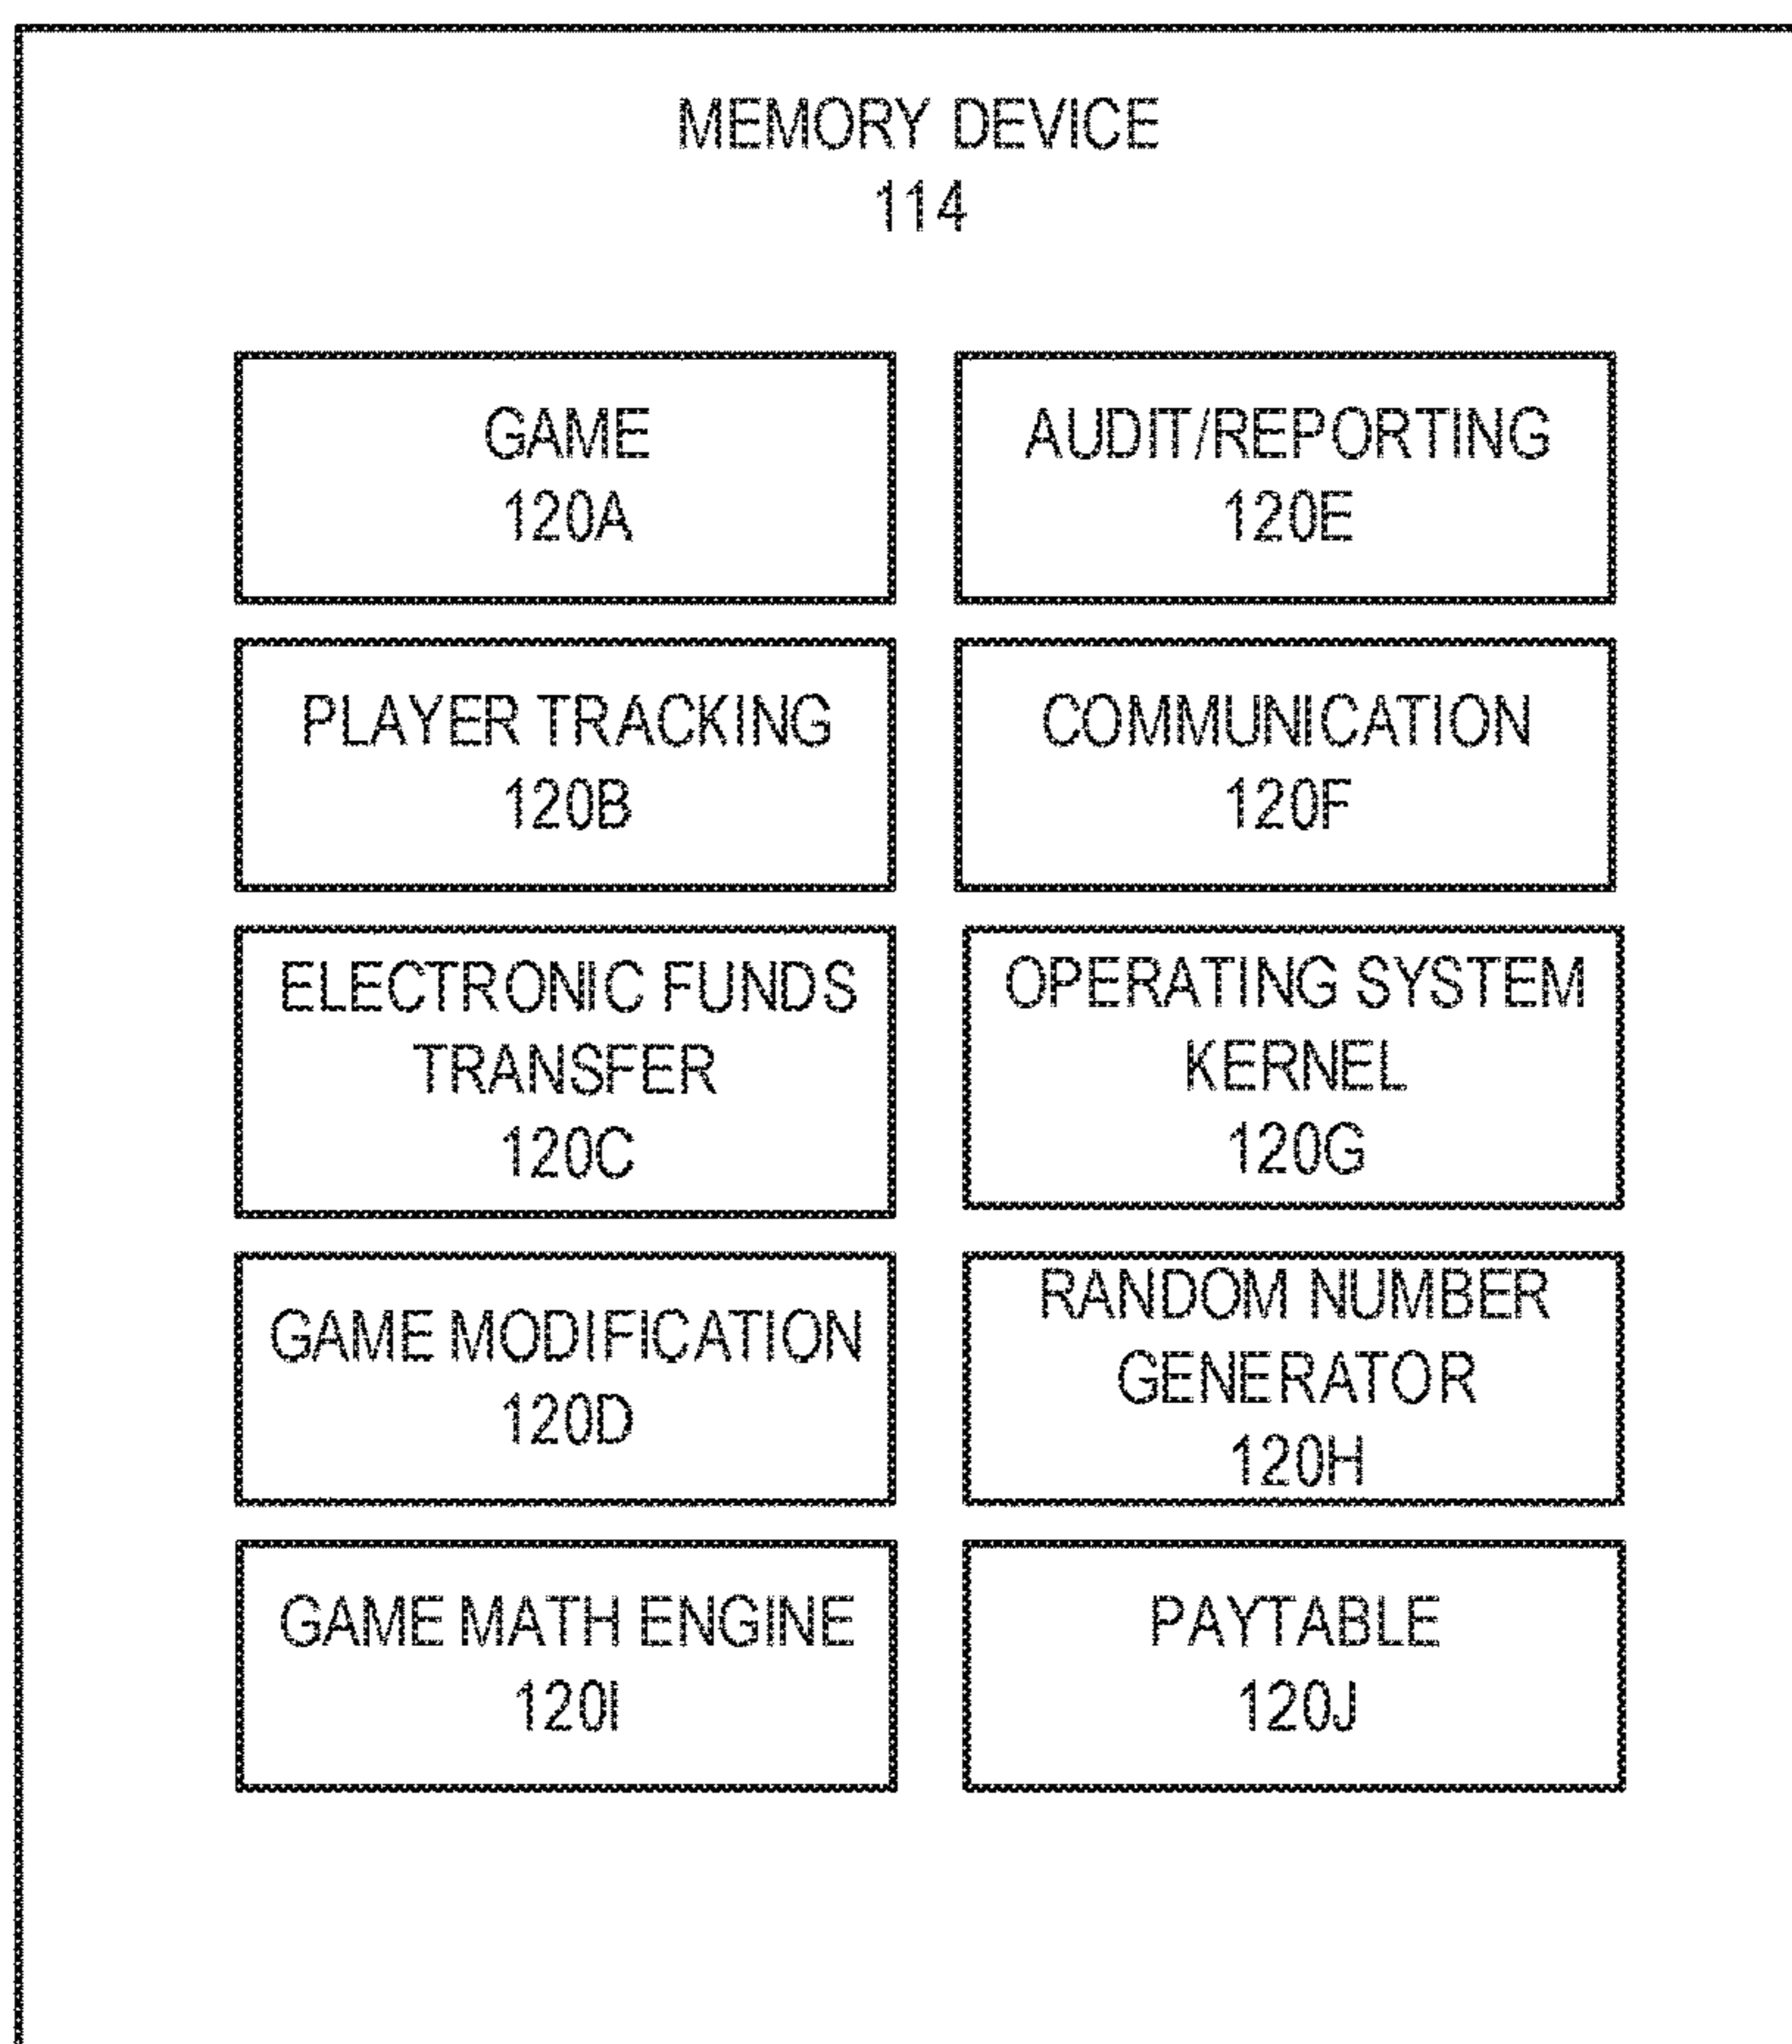 MEMORY DEVICE
114
GAME
120A
AUDIT/REPORTING
120E
PLAYER TRACKING
120B
COMMUNICATION
120F
ELECTRONIC FUNDS
TRANSFER
120C
OPERATING SYSTEM
KERNEL
120G
GAME MODIFICATION
120D
RANDOM NUMBER
GENERATOR
120H
GAME MATH ENGINE
120I
PAYTABLE
120J